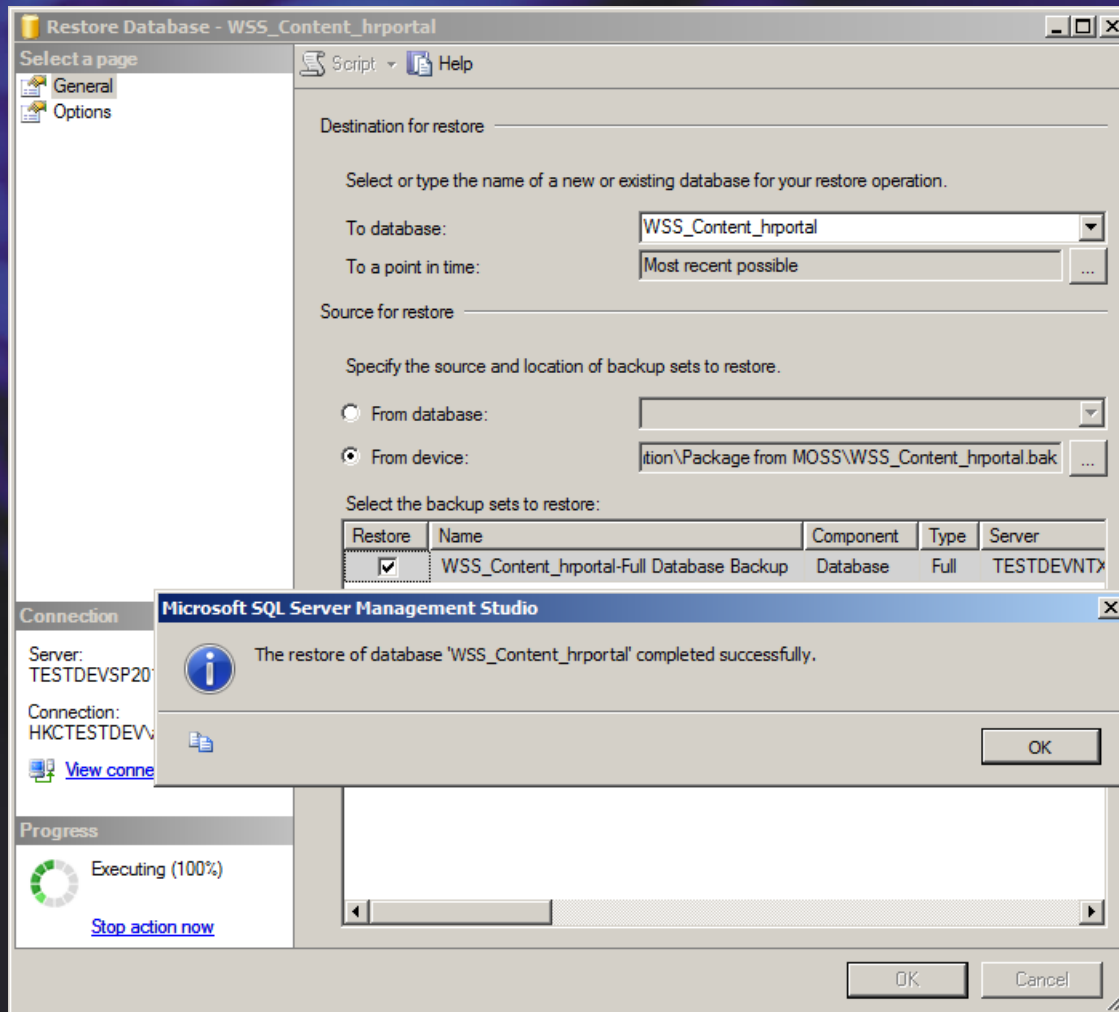 Restore Database - WSS_Content_hrportal
Select a page
General
Options
Script
Help
Destination for restore
Select or type the name of a new or existing database for your restore operation.
To database:
WSS_Content_hrportal
To a point in time:
Most recent possible
...
Source for restore
Specify the source and location of backup sets to restore.
From database:
From device:
ition\Package from MOSS\WSS_Content_hrportal.bak
...
Select the backup sets to restore:
Restore Name Component Type Server
WSS_Content_hrportal-Full Database Backup Database Full TESTDEVNTX
Connection
Server:
TESTDEVSP201
Connection:
HKCTESTDEV\
View conne
Microsoft SQL Server Management Studio
The restore of database 'WSS_Content_hrportal' completed successfully.
OK
Progress
Executing (100%)
Stop action now
OK
Cancel